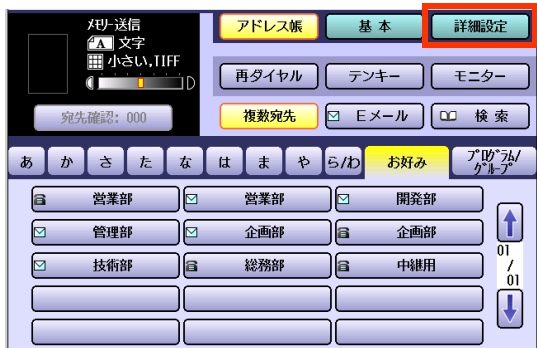 ﾒﾓﾘｰ送信
A 文字
小さい,TIFF
D
宛先確認: 000
アドレス帳
基本
詳細設定
再ダイヤル
テンキー
モニター
複数宛先
Eメール
検索
あ か さ た な は ま や ら/わ お好み ﾌﾟﾛｸﾞﾗﾑ/
ｸﾞﾙｰﾌﾟ
営業部 営業部 開発部
管理部 企画部 企画部
技術部 総務部 中継用
01
/
01